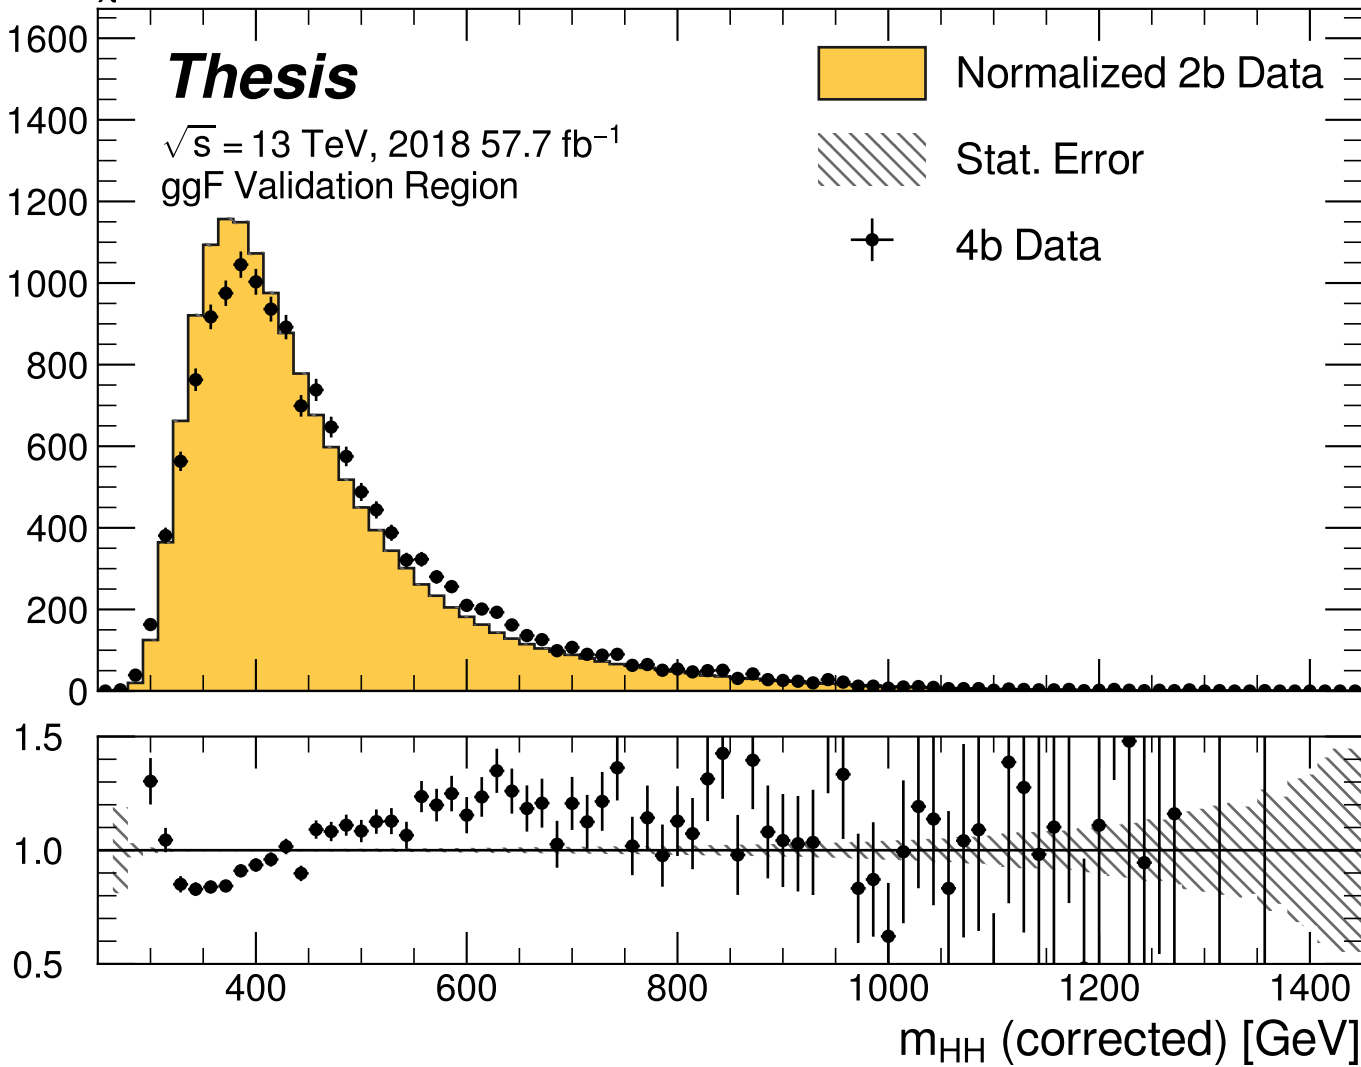 1600
1400
1200
1000
800
600
400
200
0
Thesis
√s = 13 TeV, 2018 57.7 fb⁻¹
ggF Validation Region
Normalized 2b Data
Stat. Error
4b Data
1.5
1.0
0.5
400 600 800 1000 1200 1400
m_HH (corrected) [GeV]